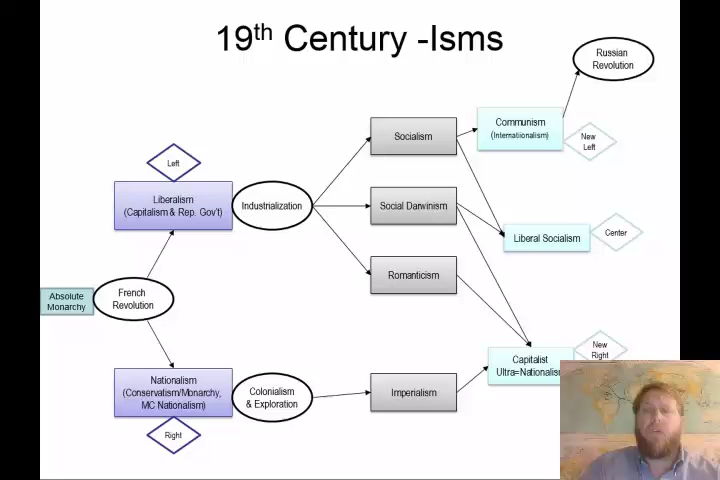 19th Century -Isms
Russian
Revolution
Communism
(Internationalism)
New
Left
Socialism
Left
Liberalism
(Capitalism & Rep. Gov't)
Industrialization
Social Darwinism
Liberal Socialism
Center
Romanticism
Absolute
Monarchy
French
Revolution
New
Right
Capitalist
Ultra=Nationalism
Nationalism
(Conservatism/Monarchy,
MC Nationalism)
Colonialism
& Exploration
Imperialism
Right